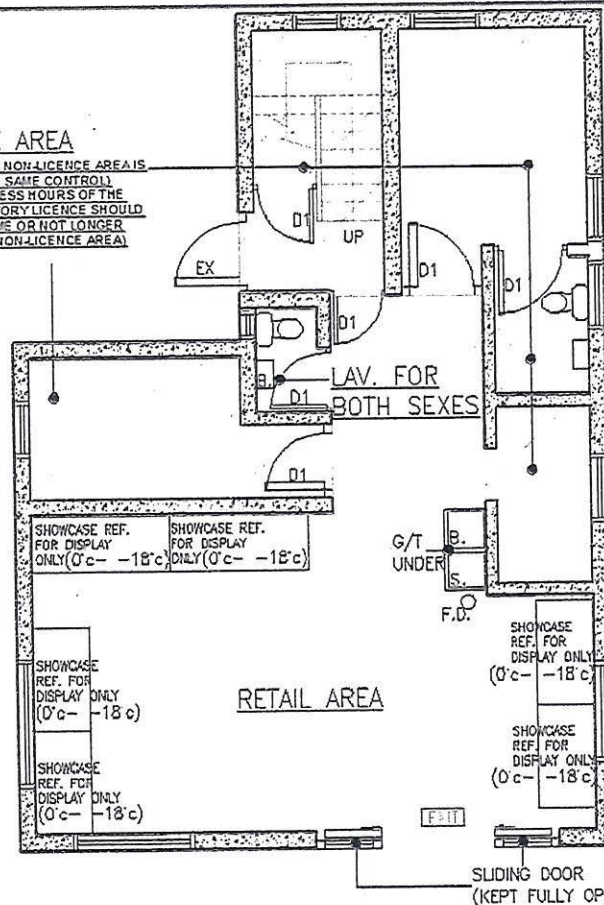 AREA
NON-LICENCE AREA IS
SAME CONTROL)
ESS HOURS OF THE
ORY LICENCE SHOULD
ME OR NOT LONGER
NON-LICENCE AREA)
D1
UP
EX
D1
D1
D1
LAV. FOR
BOTH SEXES
B.
D1
D1
SHOWCASE REF.
FOR DISPLAY
ONLY(0°c- -18°c)
SHOWCASE REF.
FOR DISPLAY
ONLY(0°c- -18°c)
G/T
UNDER
B.
S.
F.D.
SHOWCASE
REF. FOR
DISPLAY ONLY
(0°c- -18°c)
SHOWCASE
REF. FOR
DISPLAY ONLY
(0°c- -18°c)
RETAIL AREA
SHOWCASE
REF. FOR
DISPLAY ONLY
(0°c- -18°c)
SHOWCASE
REF. FOR
DISPLAY ONLY
(0°c- -18°c)
EXIT
SLIDING DOOR
(KEPT FULLY OP